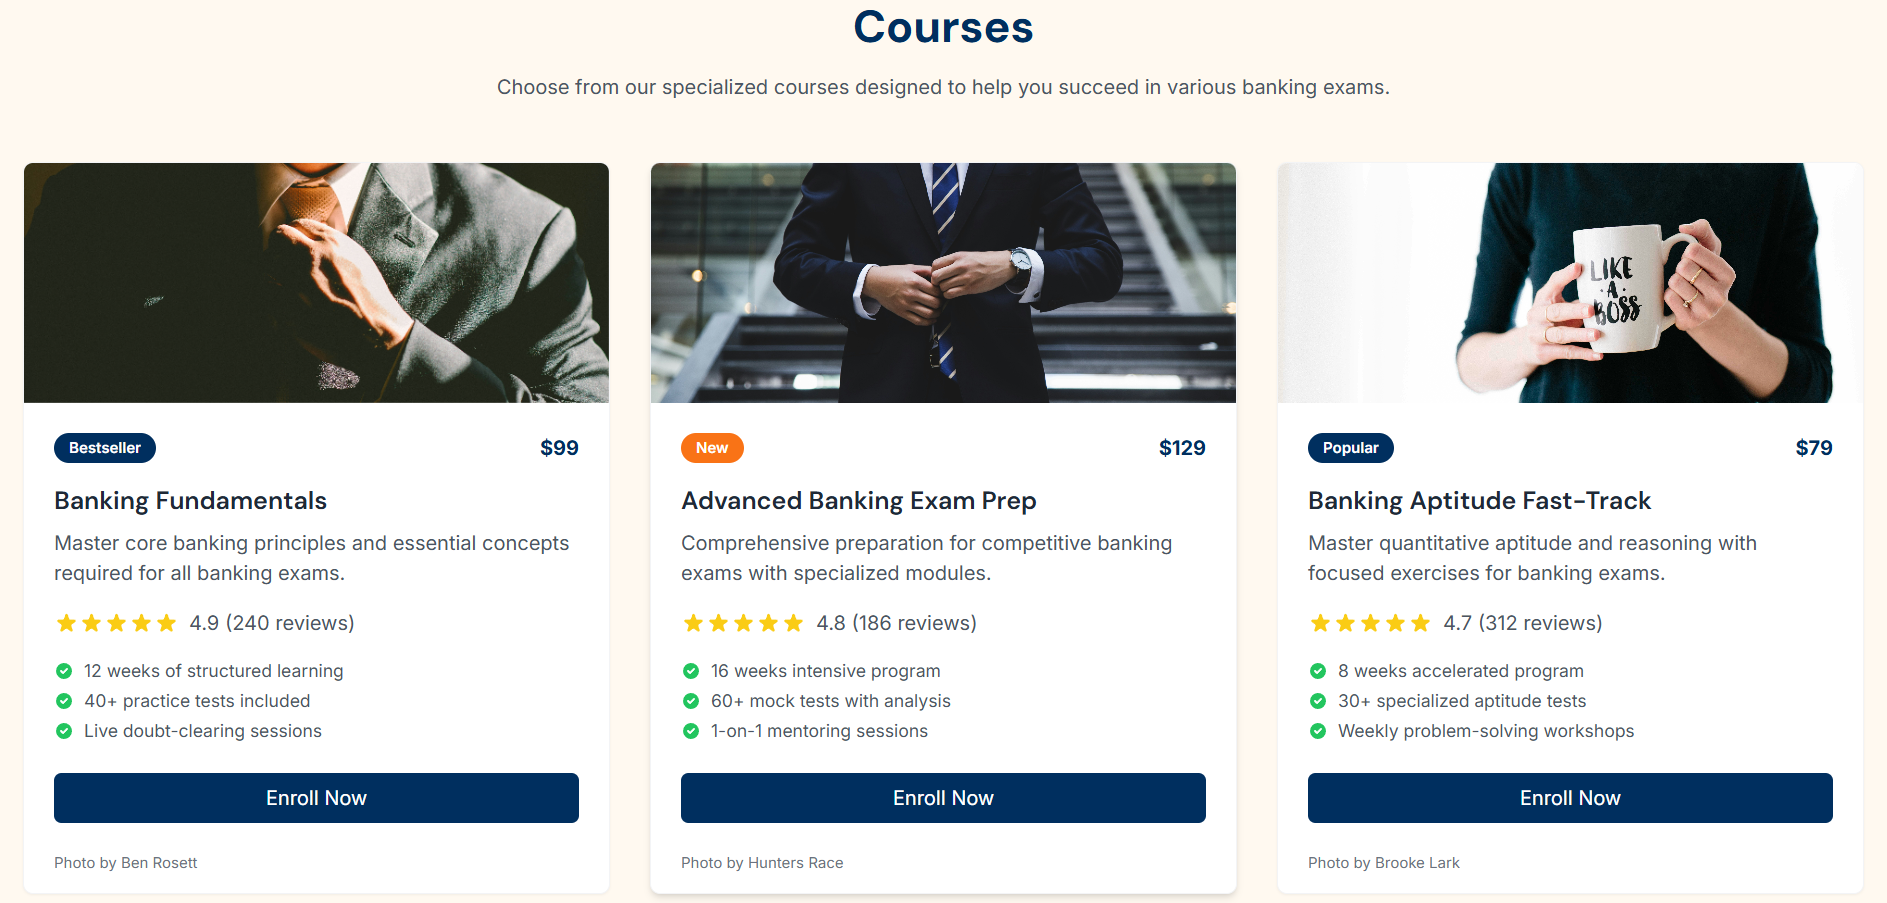 Courses
Choose from our specialized courses designed to help you succeed in various banking exams.
LIKE
·A·
BOSS
Bestseller
$99
Banking Fundamentals
Master core banking principles and essential concepts
required for all banking exams.
4.9 (240 reviews)
12 weeks of structured learning
40+ practice tests included
Live doubt-clearing sessions
Enroll Now
Photo by Ben Rosett
New
$129
Advanced Banking Exam Prep
Comprehensive preparation for competitive banking
exams with specialized modules.
4.8 (186 reviews)
16 weeks intensive program
60+ mock tests with analysis
1-on-1 mentoring sessions
Enroll Now
Photo by Hunters Race
Popular
$79
Banking Aptitude Fast-Track
Master quantitative aptitude and reasoning with
focused exercises for banking exams.
4.7 (312 reviews)
8 weeks accelerated program
30+ specialized aptitude tests
Weekly problem-solving workshops
Enroll Now
Photo by Brooke Lark